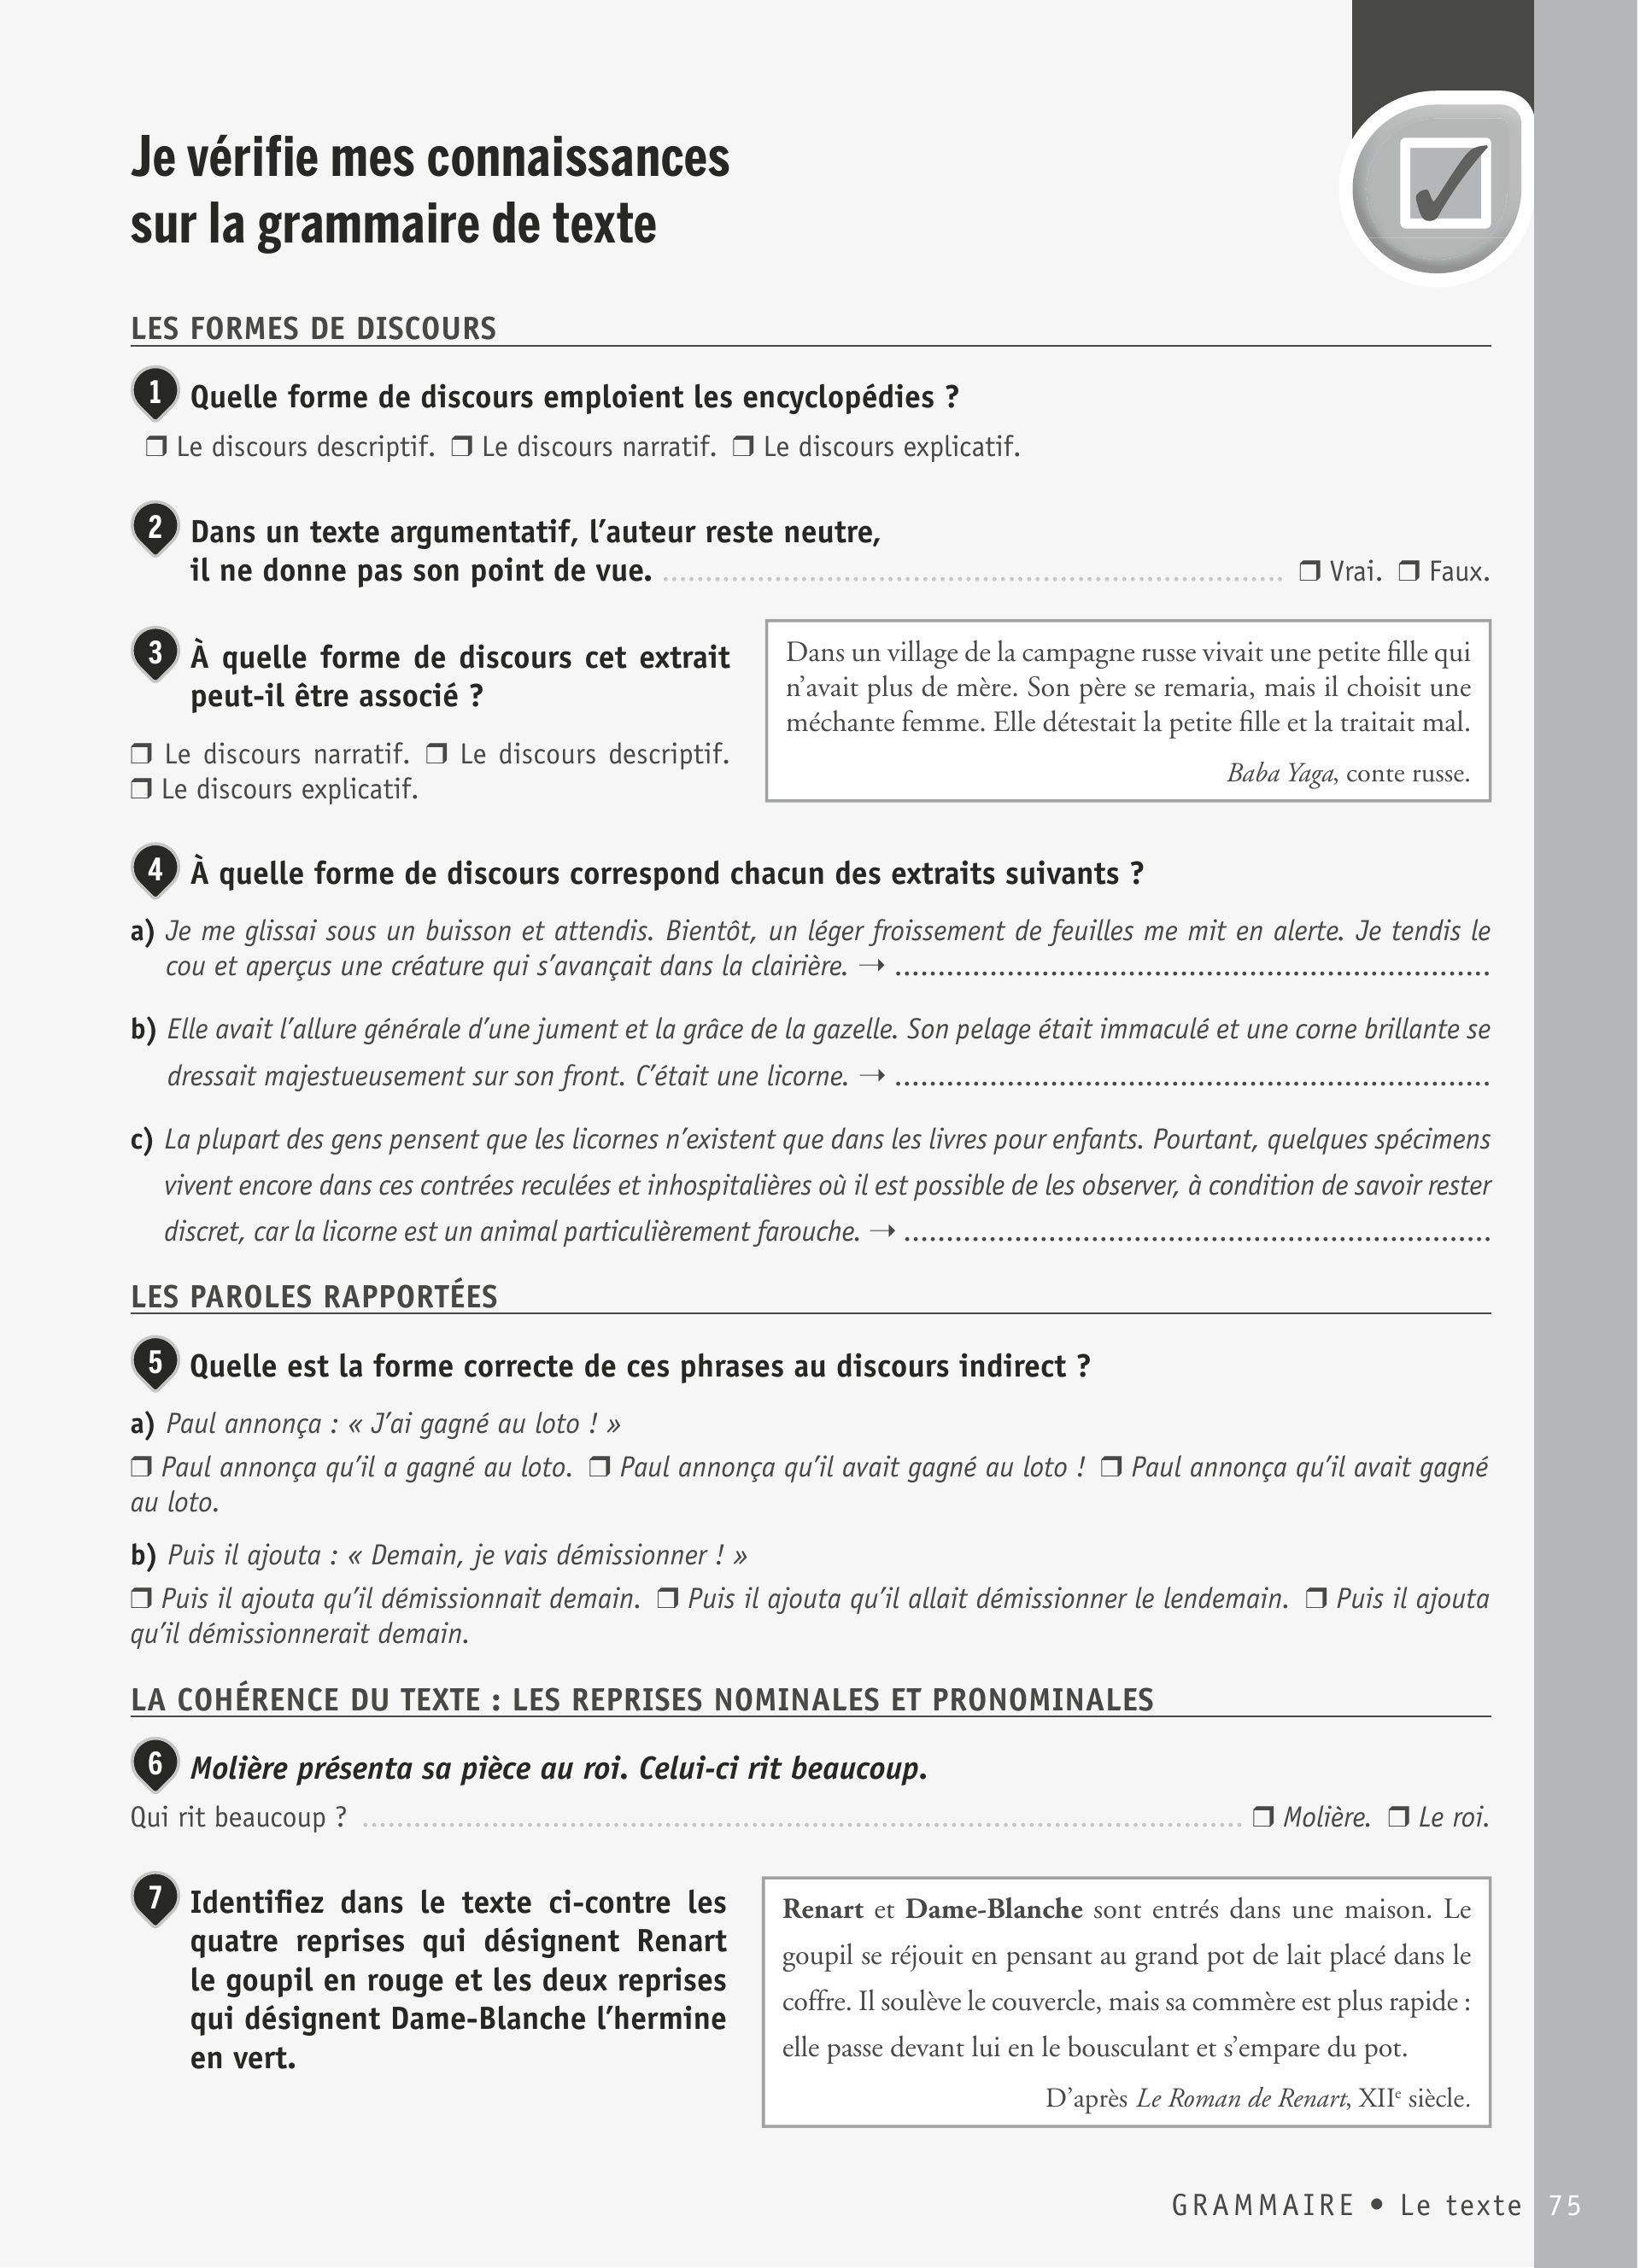 Je vérifie mes connaissances
sur la grammaire de texte
LES FORMES DE DISCOURS
1 Quelle forme de discours emploient les encyclopédies ?
❒ Le discours descriptif. ❒ Le discours narratif. ❒ Le discours explicatif.
2 Dans un texte argumentatif, l’auteur reste neutre,
il ne donne pas son point de vue. ........................................................................ ❒ Vrai. ❒ Faux.
3 À quelle forme de discours cet extrait
peut-il être associé ?
❒ Le discours narratif. ❒ Le discours descriptif.
❒ Le discours explicatif.
Dans un village de la campagne russe vivait une petite fille qui
n’avait plus de mère. Son père se remaria, mais il choisit une
méchante femme. Elle détestait la petite fille et la traitait mal.
Baba Yaga, conte russe.
4 À quelle forme de discours correspond chacun des extraits suivants ?
a) Je me glissai sous un buisson et attendis. Bientôt, un léger froissement de feuilles me mit en alerte. Je tendis le
cou et aperçus une créature qui s’avançait dans la clairière. → ......................................................................
b) Elle avait l’allure générale d’une jument et la grâce de la gazelle. Son pelage était immaculé et une corne brillante se
dressait majestueusement sur son front. C’était une licorne. → ......................................................................
c) La plupart des gens pensent que les licornes n’existent que dans les livres pour enfants. Pourtant, quelques spécimens
vivent encore dans ces contrées reculées et inhospitalières où il est possible de les observer, à condition de savoir rester
discret, car la licorne est un animal particulièrement farouche. → .....................................................................
LES PAROLES RAPPORTÉES
5 Quelle est la forme correcte de ces phrases au discours indirect ?
a) Paul annonça : « J’ai gagné au loto ! »
❒ Paul annonça qu’il a gagné au loto. ❒ Paul annonça qu’il avait gagné au loto ! ❒ Paul annonça qu’il avait gagné
au loto.
b) Puis il ajouta : « Demain, je vais démissionner ! »
❒ Puis il ajouta qu’il démissionnait demain. ❒ Puis il ajouta qu’il allait démissionner le lendemain. ❒ Puis il ajouta
qu’il démissionnerait demain.
LA COHÉRENCE DU TEXTE : LES REPRISES NOMINALES ET PRONOMINALES
6 Molière présenta sa pièce au roi. Celui-ci rit beaucoup.
Qui rit beaucoup ? ...................................................................................................... ❒ Molière. ❒ Le roi.
7 Identifiez dans le texte ci-contre les
quatre reprises qui désignent Renart
le goupil en rouge et les deux reprises
qui désignent Dame-Blanche l’hermine
en vert.
Renart et Dame-Blanche sont entrés dans une maison. Le
goupil se réjouit en pensant au grand pot de lait placé dans le
coffre. Il soulève le couvercle, mais sa commère est plus rapide :
elle passe devant lui en le bousculant et s’empare du pot.
D’après Le Roman de Renart, XIIe siècle.
GRAMMAIRE • Le texte 75